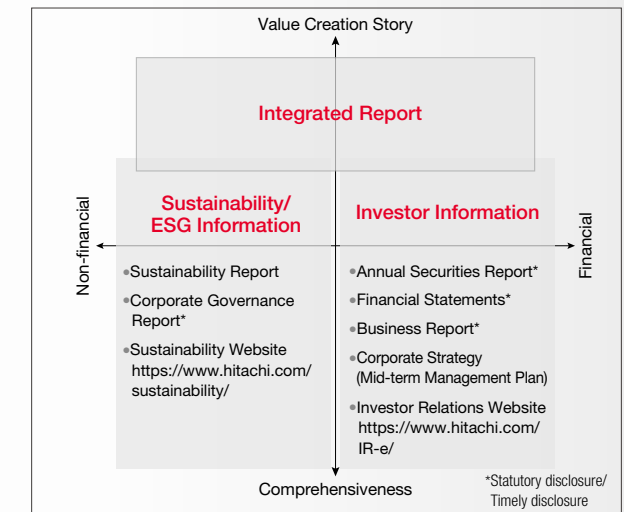 Value Creation Story
Integrated Report
Non-financial
Sustainability/
ESG Information
•Sustainability Report
•Corporate Governance
Report*
•Sustainability Website
https://www.hitachi.com/
sustainability/
Investor Information
•Annual Securities Report*
•Financial Statements*
•Business Report*
•Corporate Strategy
(Mid-term Management Plan)
•Investor Relations Website
https://www.hitachi.com/
IR-e/
Financial
Comprehensiveness
*Statutory disclosure/
Timely disclosure